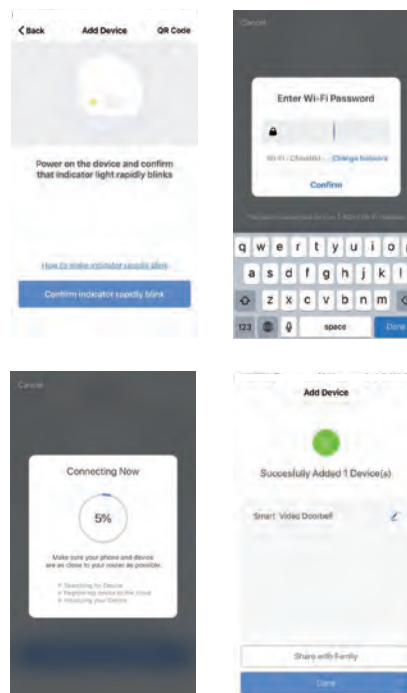 Back Add Device QR Code
Power on the device and confirm
that indicator light rapidly blinks
How to make indicator rapidly blink
Confirm indicator rapidly blink
Cancel
Enter Wi-Fi Password
Change Network
Confirm
q w e r t y u i o
a s d f g h j k l
z x c v b n m
123 space Done
Cancel
Connecting Now
5%
Make sure your phone and device
are as close to your router as possible.
Searching for Device
Registering device to the cloud
Initializing your Device
Add Device
Succesfully Added 1 Device(s)
Smart Video Doorbell
Share with Family
Done